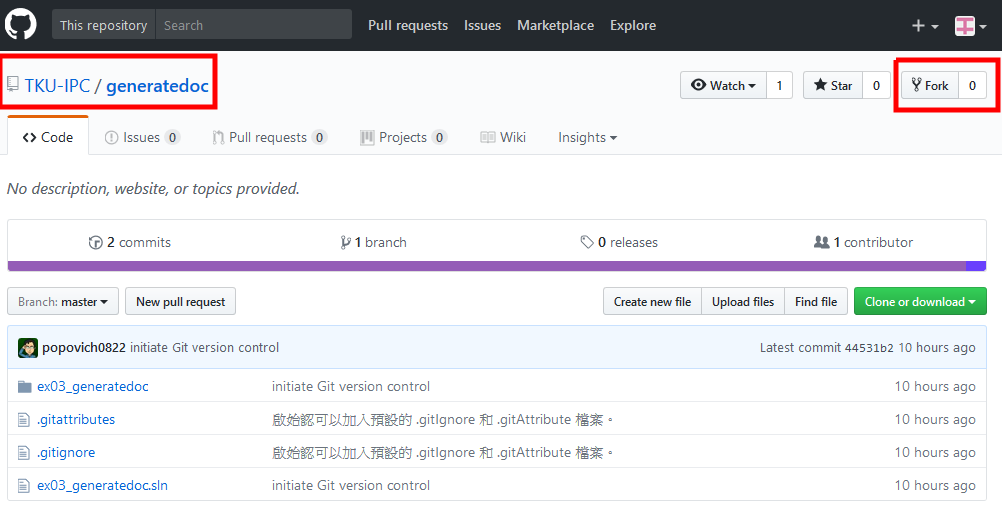 This repository Search Pull requests Issues Marketplace Explore
TKU-IPC / generatedoc Watch 1 Star 0 Fork 0
Code Issues 0 Pull requests 0 Projects 0 Wiki Insights
No description, website, or topics provided.
2 commits 1 branch 0 releases 1 contributor
Branch: master New pull request Create new file Upload files Find file Clone or download
popovich0822 initiate Git version control Latest commit 44531b2 10 hours ago
ex03_generatedoc initiate Git version control 10 hours ago
.gitattributes 啟始認可以加入預設的 .gitIgnore 和 .gitAttribute 檔案。 10 hours ago
.gitignore 啟始認可以加入預設的 .gitIgnore 和 .gitAttribute 檔案。 10 hours ago
ex03_generatedoc.sln initiate Git version control 10 hours ago